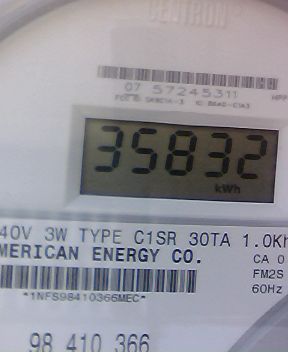 CENTRON
07 57245311
35832
kWh
40V 3W TYPE C1SR 30TA 1.0Kh
MERICAN ENERGY CO.
CA 0
FM2S
60Hz
*1NFS98410366MEC*
98 410 366